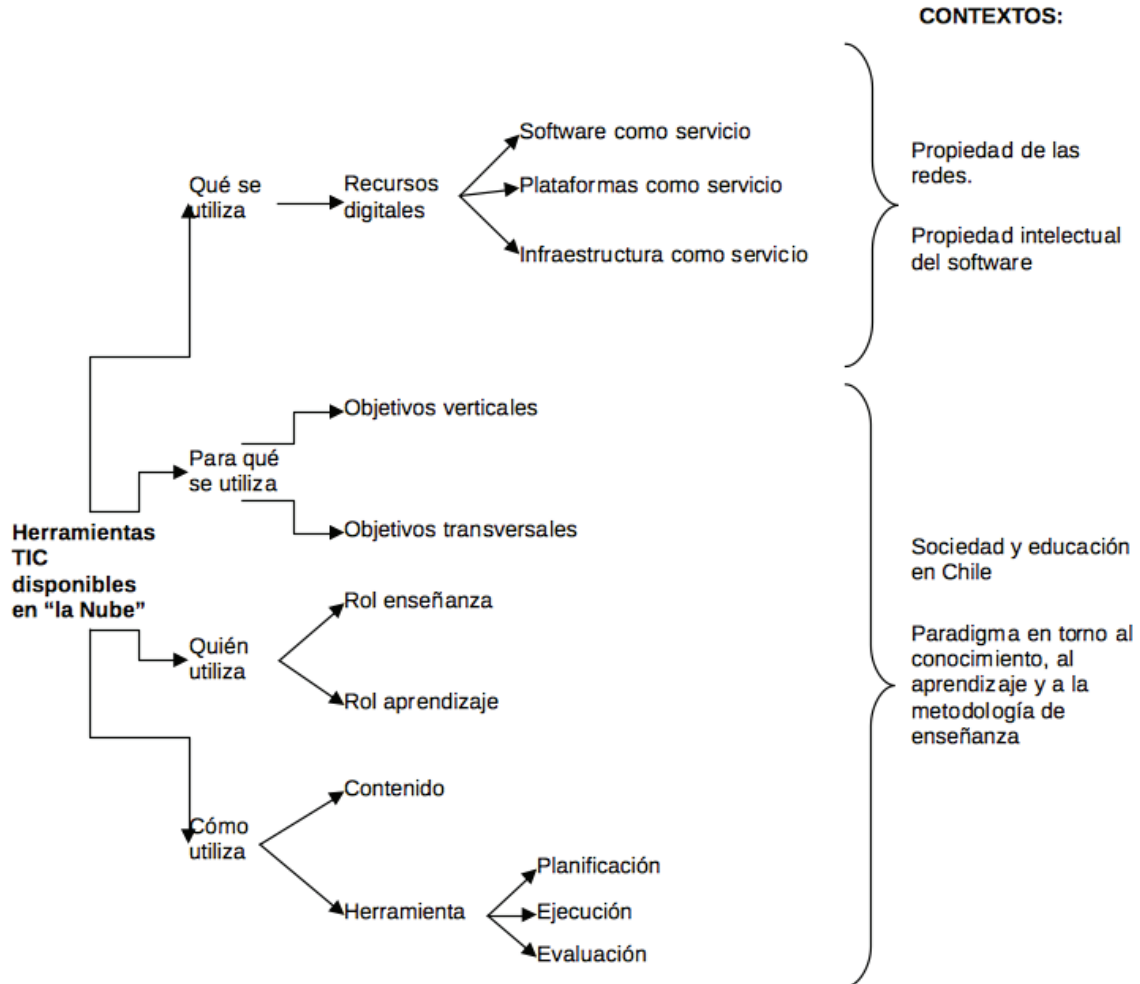 CONTEXTOS:
Software como servicio
Qué se
utiliza
Recursos
digitales
Plataformas como servicio
Infraestructura como servicio
Propiedad de las
redes.
Propiedad intelectual
del software
Objetivos verticales
Para qué
se utiliza
Objetivos transversales
Herramientas
TIC
disponibles
en “la Nube”
Sociedad y educación
en Chile
Rol enseñanza
Quién
utiliza
Rol aprendizaje
Paradigma en torno al
conocimiento, al
aprendizaje y a la
metodología de
enseñanza
Contenido
Cómo
utiliza
Herramienta
Planificación
Ejecución
Evaluación